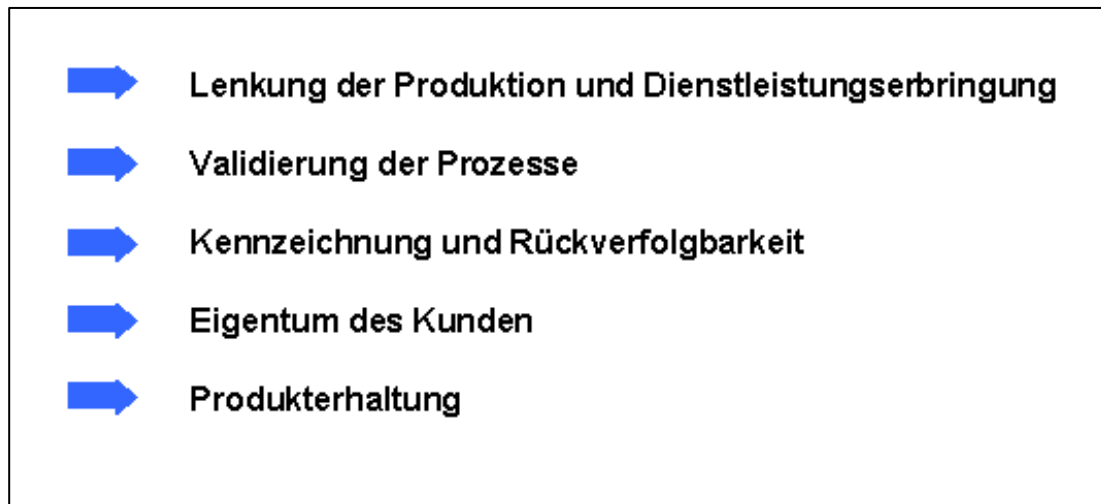 Lenkung der Produktion und Dienstleistungserbringung
Validierung der Prozesse
Kennzeichnung und Rückverfolgbarkeit
Eigentum des Kunden
Produkterhaltung